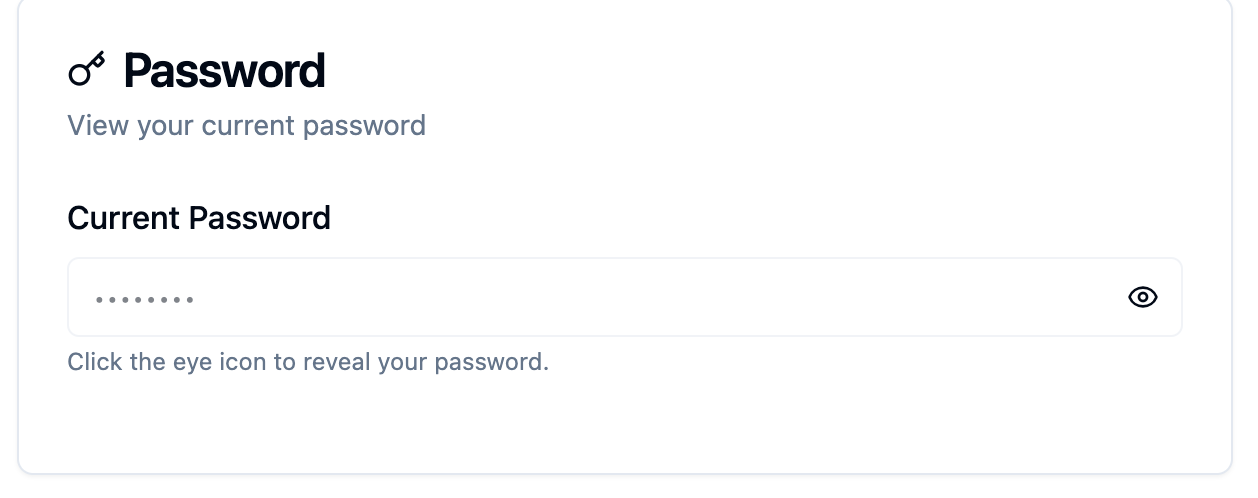 Password
View your current password
Current Password
••••••••
Click the eye icon to reveal your password.